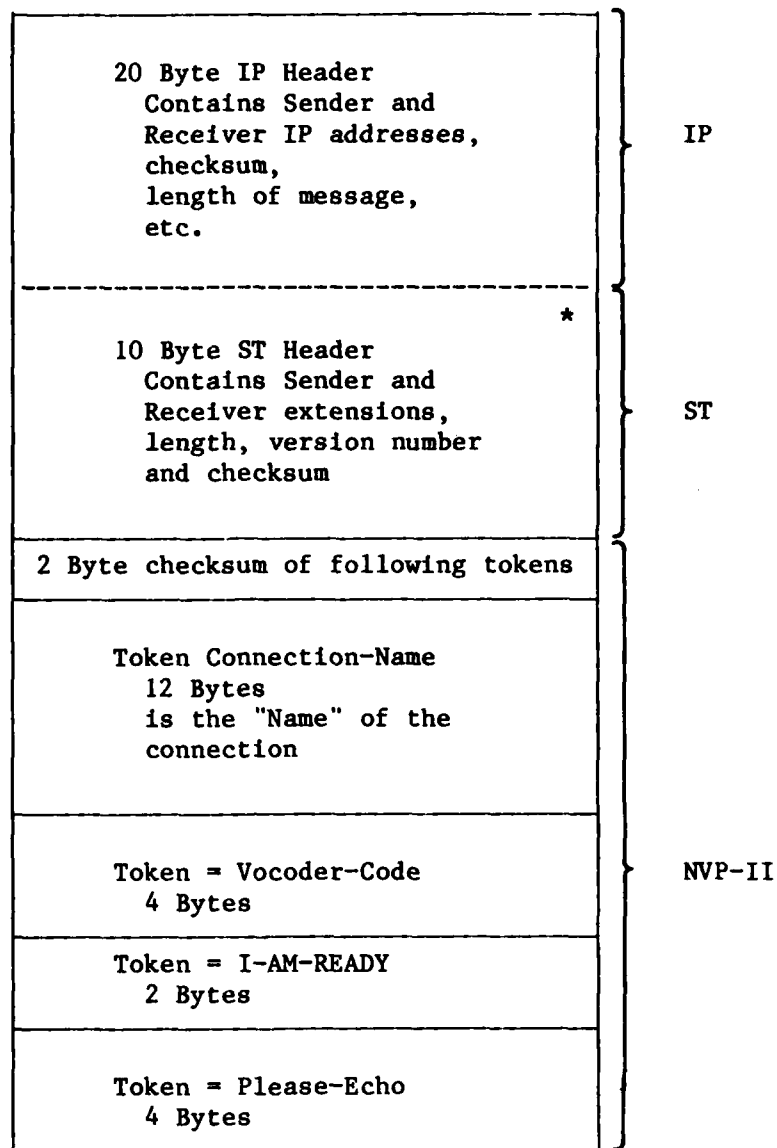 20 Byte IP Header
Contains Sender and
Receiver IP addresses,
checksum,
length of message,
etc.
IP
*
10 Byte ST Header
Contains Sender and
Receiver extensions,
length, version number
and checksum
ST
2 Byte checksum of following tokens
Token Connection-Name
12 Bytes
is the "Name" of the
connection
Token = Vocoder-Code
4 Bytes
NVP-II
Token = I-AM-READY
2 Bytes
Token = Please-Echo
4 Bytes